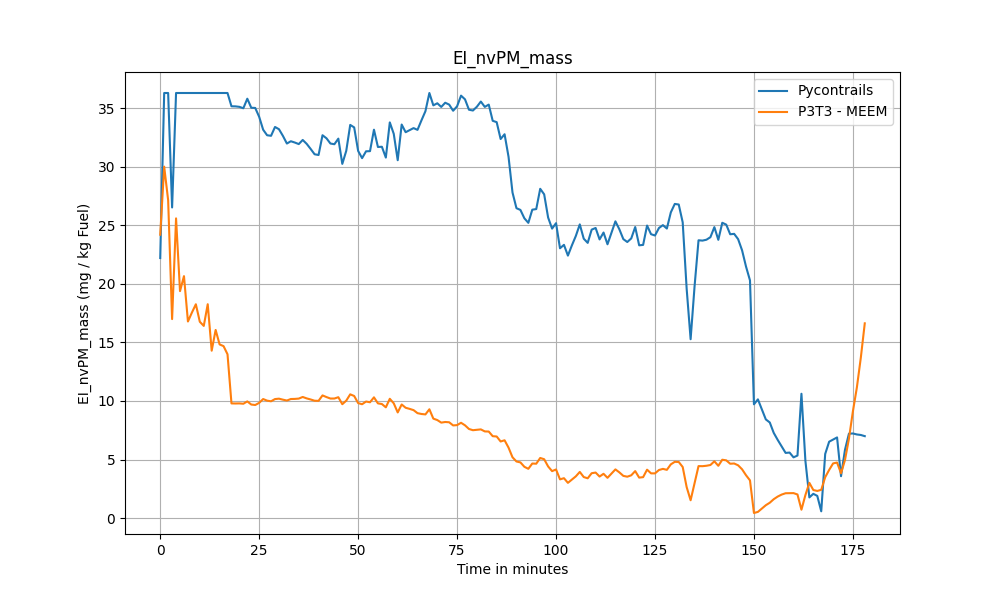 EI_nvPM_mass
Pycontrails
P3T3 - MEEM
EI_nvPM_mass (mg / kg Fuel)
35
30
25
20
15
10
5
0
0 25 50 75 100 125 150 175
Time in minutes